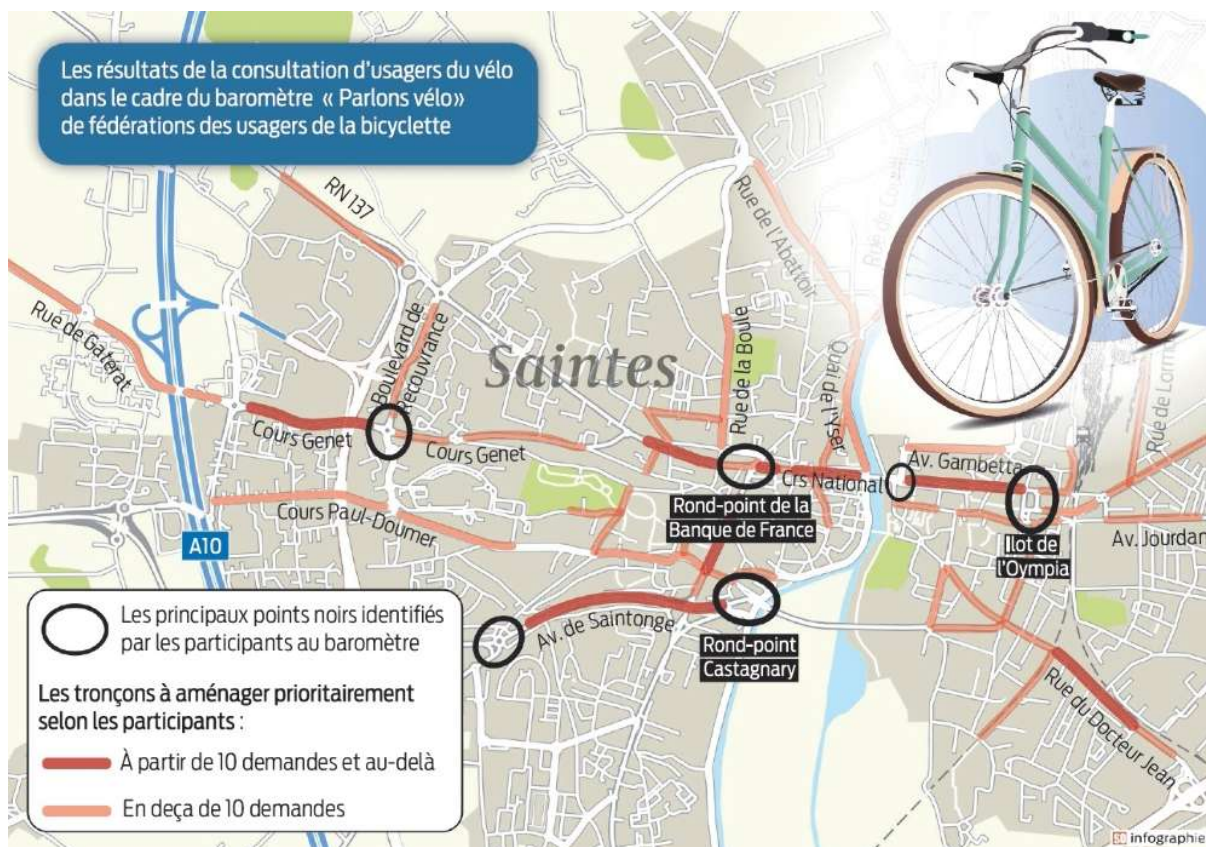 Les résultats de la consultation d'usagers du vélo
dans le cadre du baromètre « Parlons vélo»
de fédérations des usagers de la bicyclette
RN 137
Rue de l'Abattoir
Rue de
Rue de Gaterat
Boulevard de
Recouvrance
Saintes
Rue de la Boule
Quai de l'Yser
Rue de Lorm
Cours Genet
Cours Genet
Crs National
Av. Gambetta
Rond-point de la
Banque de France
Cours Paul-Doumer
A10
Ilot de
l'Oympia
Av. Jourdan
Av. de Saintonge
Rond-point
Castagnary
Rue du Docteur Jean
Les principaux points noirs identifiés
par les participants au baromètre
Les tronçons à aménager prioritairement
selon les participants :
À partir de 10 demandes et au-delà
En deça de 10 demandes
SO infographie